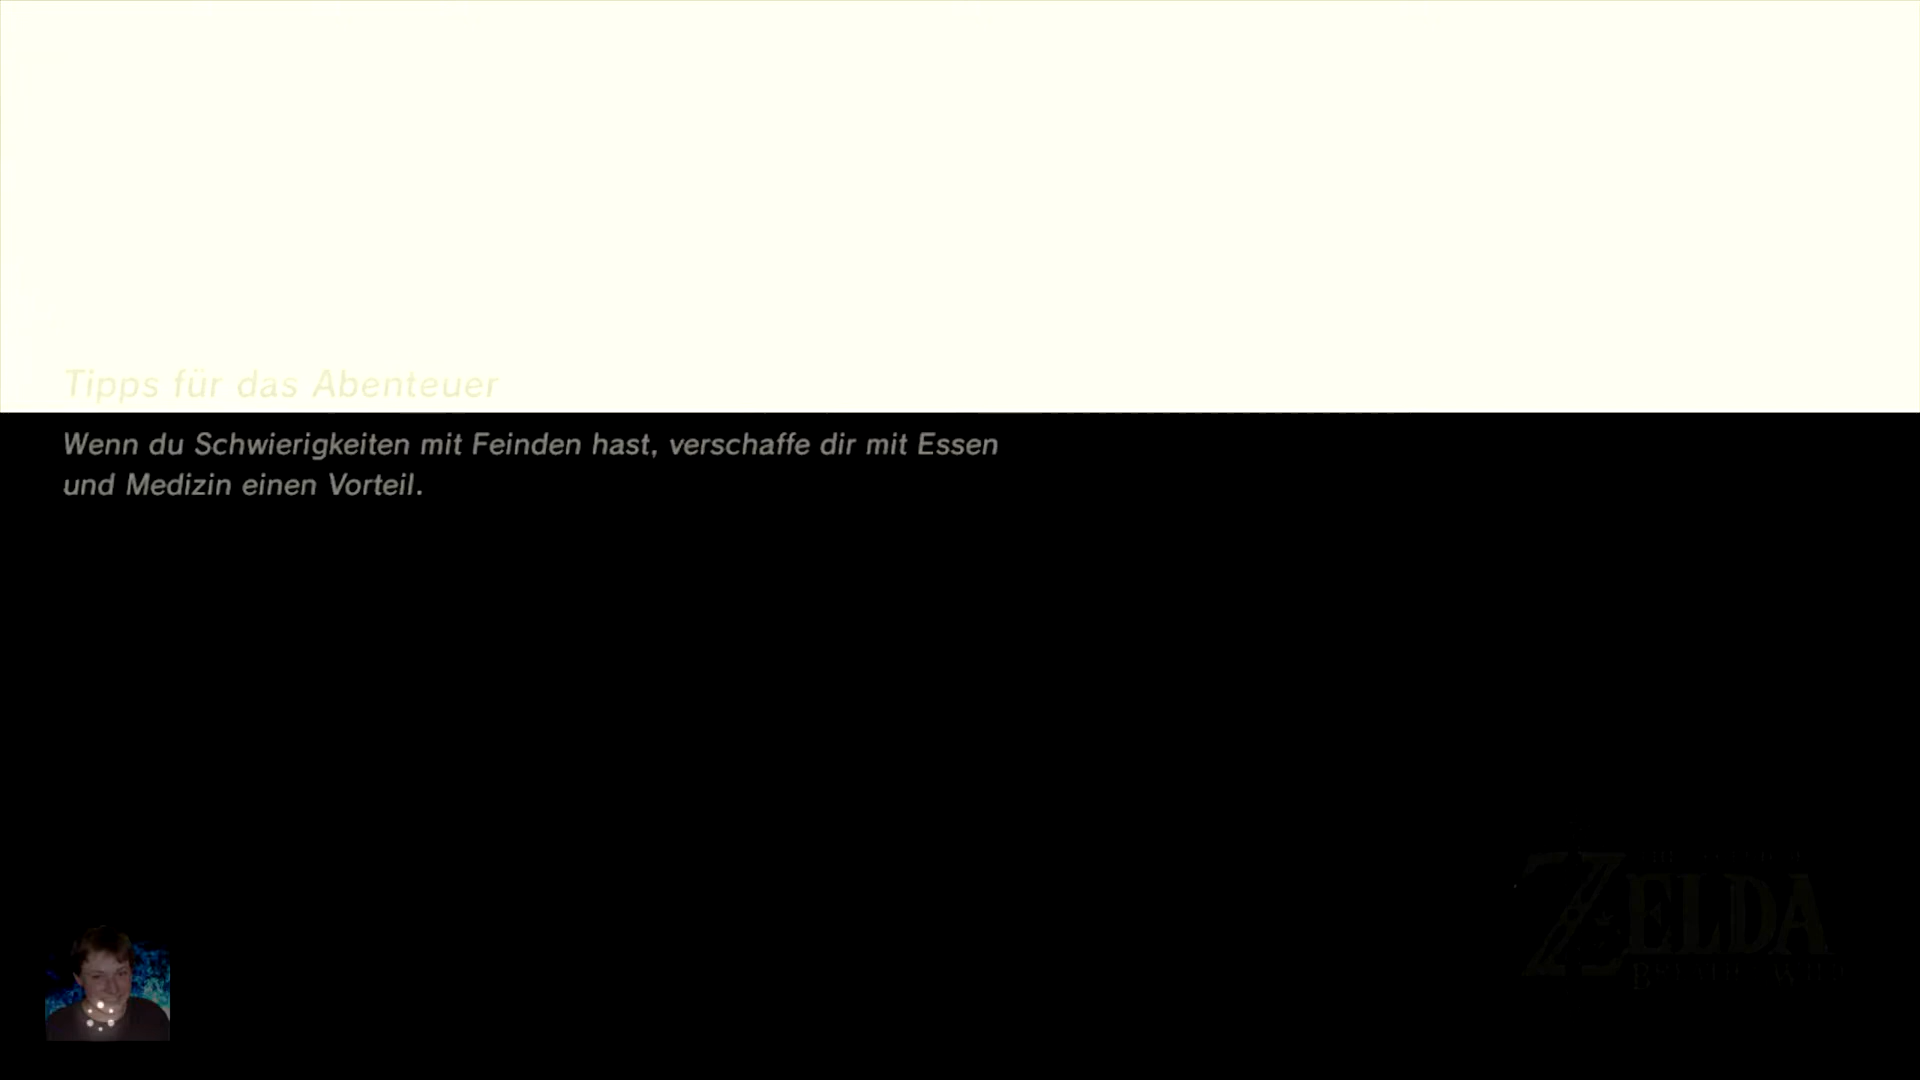 Tipps für das Abenteuer
Wenn du Schwierigkeiten mit Feinden hast, verschaffe dir mit Essen
und Medizin einen Vorteil.
ZELDA